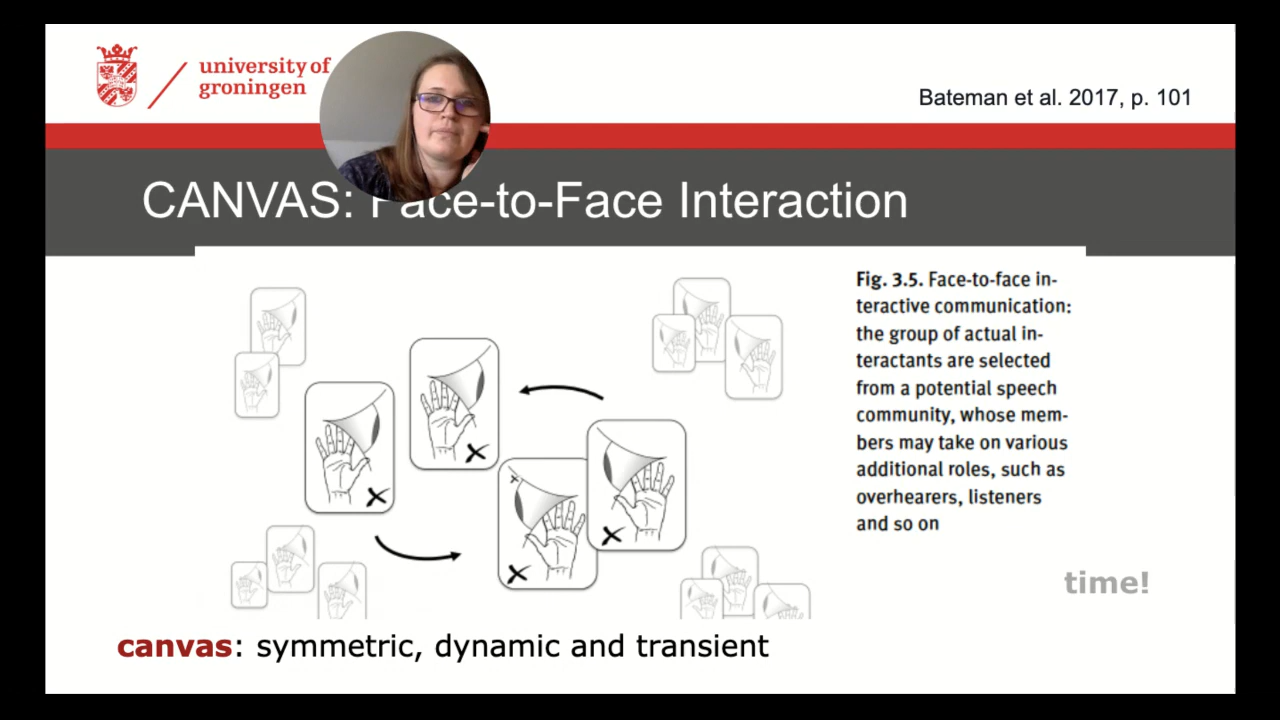 university of
groningen
Bateman et al. 2017, p. 101
CANVAS: Face-to-Face Interaction
Fig. 3.5. Face-to-face in-
teractive communication:
the group of actual in-
teractants are selected
from a potential speech
community, whose mem-
bers may take on various
additional roles, such as
overhearers, listeners
and so on
time!
canvas: symmetric, dynamic and transient